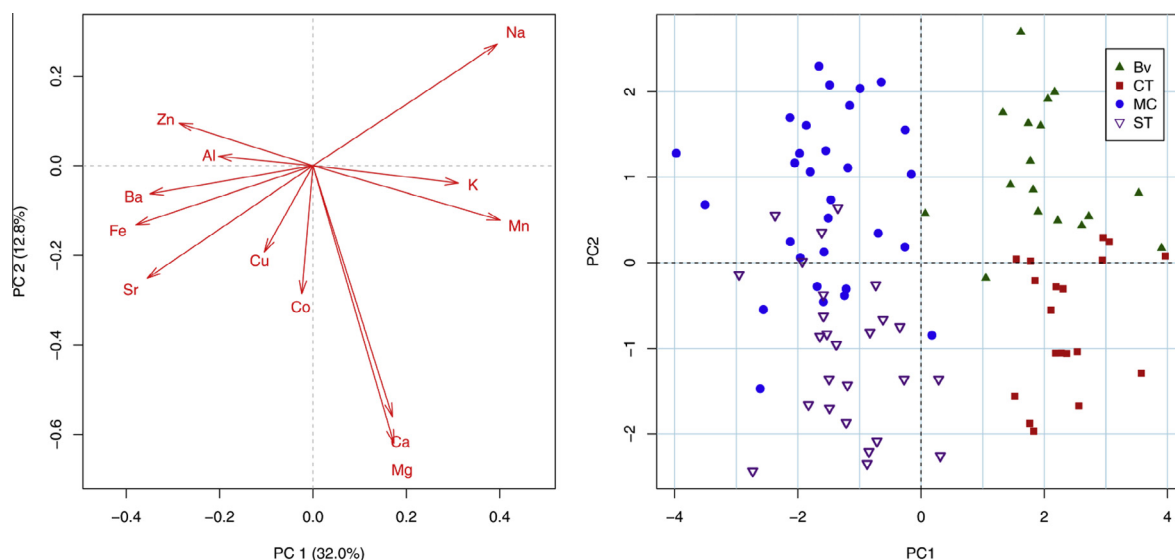 Na
Zn
Al
K
Ba
Fe
Mn
Cu
Sr
Co
Ca
Mg
0.2
0.0
−0.2
−0.4
−0.6
PC 2 (12.8%)
−0.4
−0.2
0.0
0.2
0.4
PC 1 (32.0%)
Bv
CT
MC
ST
2
1
0
−1
−2
PC2
−4
−2
0
2
4
PC1